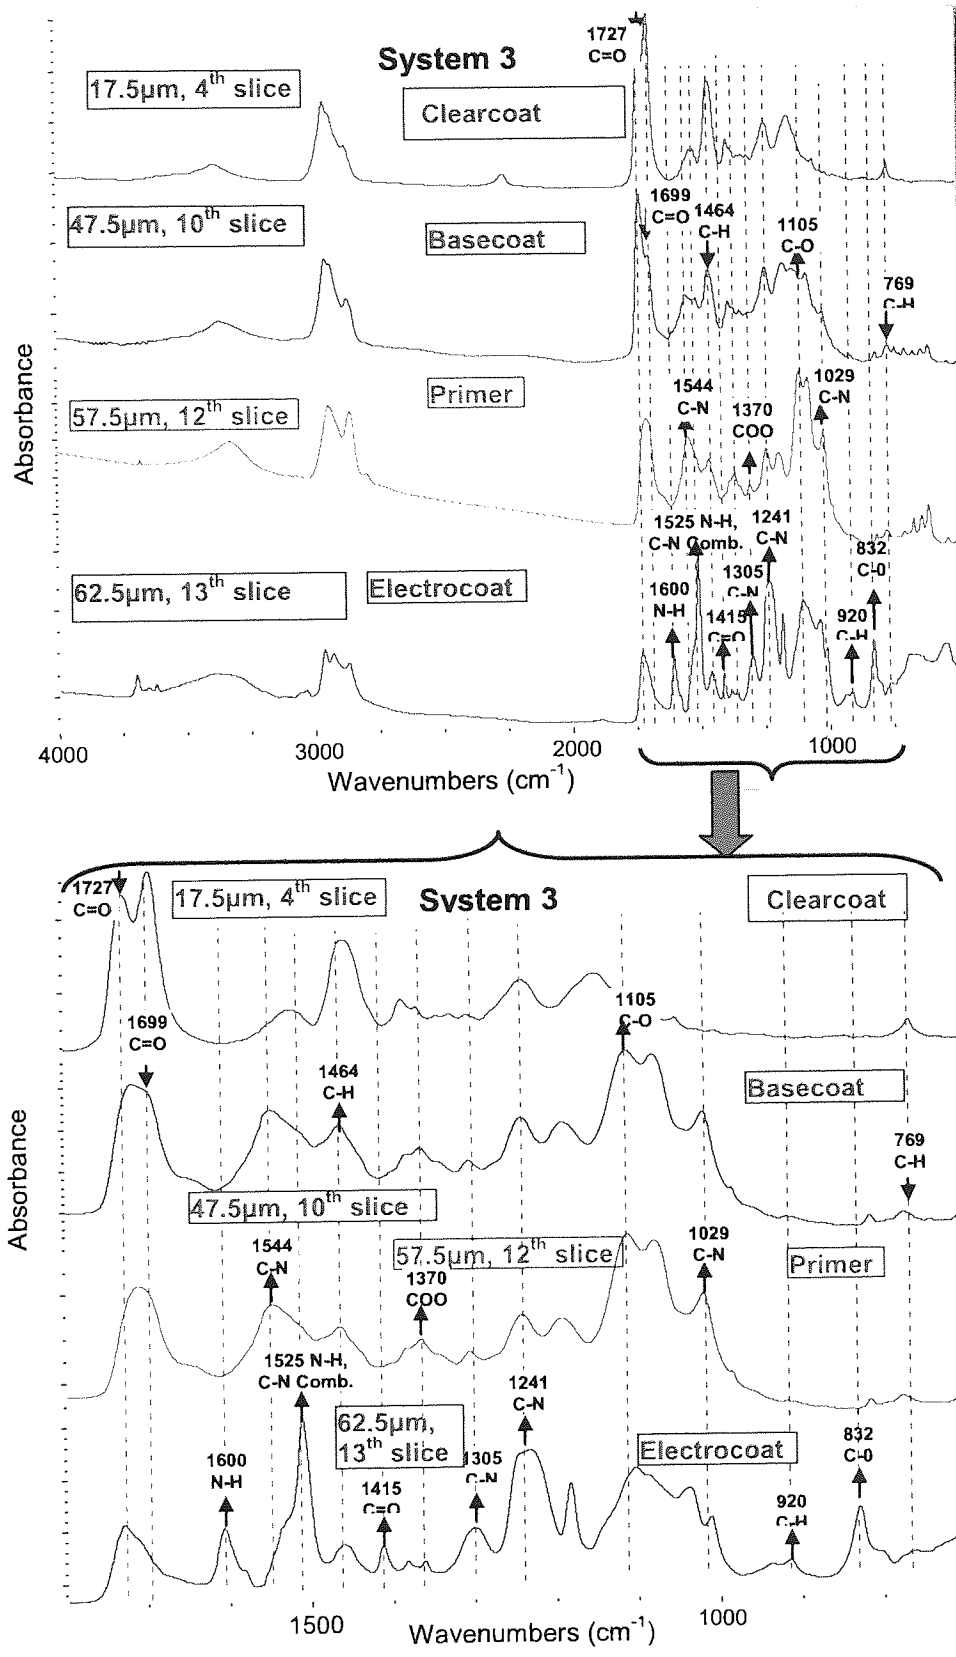 System 3
1727
C=O
17.5µm, 4th slice
Clearcoat
1699
C=O
1464
C-H
47.5µm, 10th slice
Basecoat
1105
C-O
769
C-H
Primer
57.5µm, 12th slice
1544
C-N
1370
COO
1029
C-N
1525 N-H,
C-N Comb.
1241
C-N
62.5µm, 13th slice
Electrocoat
1600
N-H
1415
C=O
1305
C-N
920
C-H
832
C-0
Absorbance
4000
3000
2000
1000
Wavenumbers (cm-1)
1727
C=O
17.5µm, 4th slice
System 3
Clearcoat
1699
C=O
1464
C-H
1105
C-O
Basecoat
769
C-H
47.5µm, 10th slice
1544
C-N
57.5µm, 12th slice
1370
COO
1029
C-N
Primer
1525 N-H,
C-N Comb.
1241
C-N
62.5µm,
13th slice
1600
N-H
1415
C=O
1305
C-N
Electrocoat
920
C-H
832
C-0
Absorbance
1500
1000
Wavenumbers (cm-1)